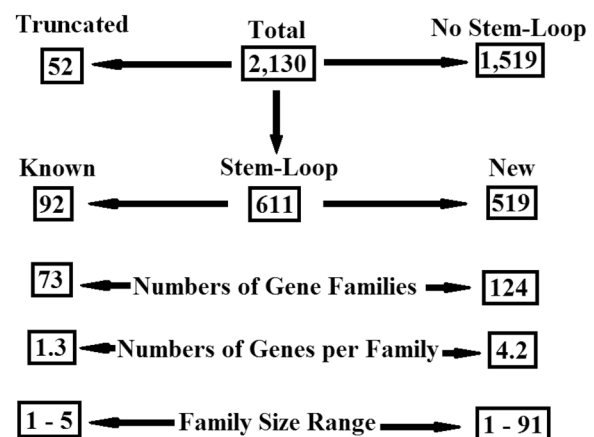 Truncated Total No Stem-Loop
52 2,130 1,519
Known Stem-Loop New
92 611 519
73 Numbers of Gene Families 124
1.3 Numbers of Genes per Family 4.2
1 - 5 Family Size Range 1 - 91